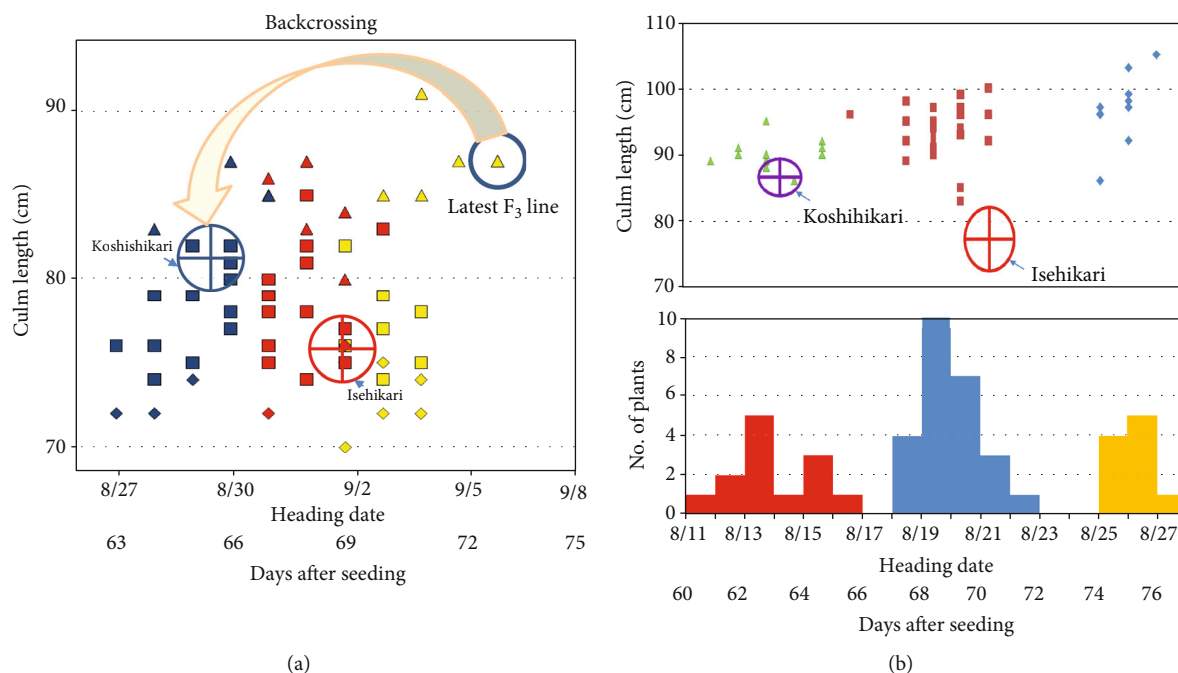 Backcrossing
Culm length (cm)
90
80
70
Koshishikari
Latest F3 line
Isehikari
8/27 8/30 9/2 9/5 9/8
Heading date
63 66 69 72 75
Days after seeding
(a)
Culm length (cm)
110
100
90
80
70
Koshihikari
Isehikari
No. of plants
10
8
6
4
2
0
8/11 8/13 8/15 8/17 8/19 8/21 8/23 8/25 8/27
Heading date
60 62 64 66 68 70 72 74 76
Days after seeding
(b)